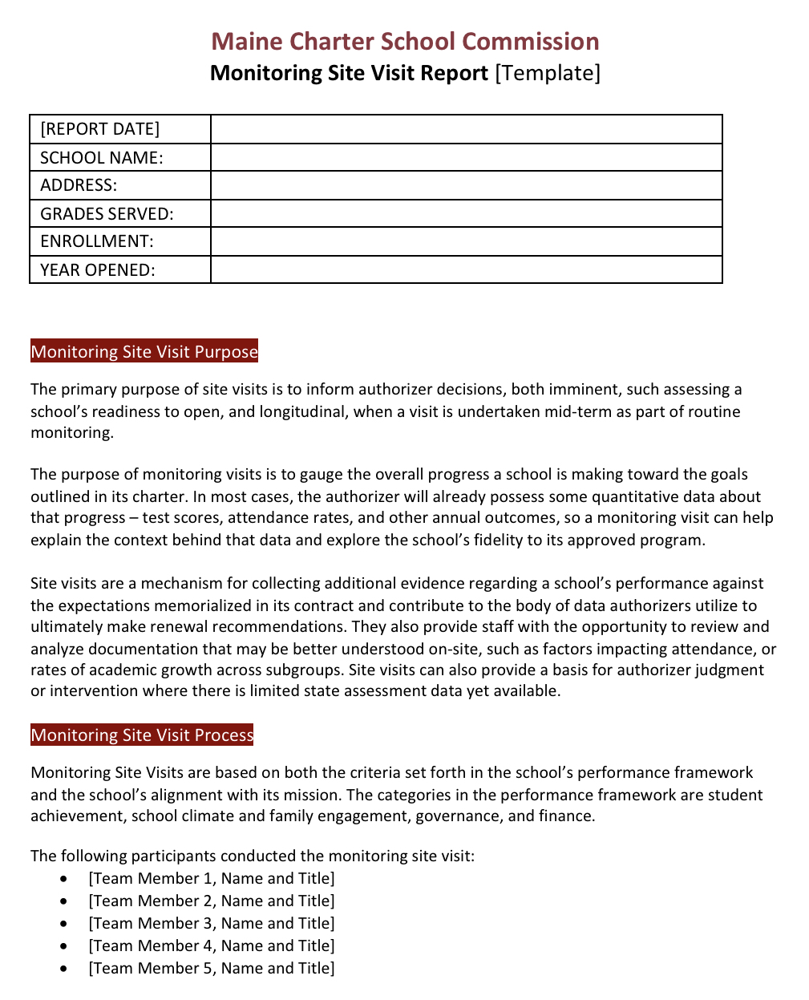 Maine Charter School Commission
Monitoring Site Visit Report [Template]
[REPORT DATE]
SCHOOL NAME:
ADDRESS:
GRADES SERVED:
ENROLLMENT:
YEAR OPENED:
Monitoring Site Visit Purpose
The primary purpose of site visits is to inform authorizer decisions, both imminent, such assessing a
school’s readiness to open, and longitudinal, when a visit is undertaken mid-term as part of routine
monitoring.
The purpose of monitoring visits is to gauge the overall progress a school is making toward the goals
outlined in its charter. In most cases, the authorizer will already possess some quantitative data about
that progress – test scores, attendance rates, and other annual outcomes, so a monitoring visit can help
explain the context behind that data and explore the school’s fidelity to its approved program.
Site visits are a mechanism for collecting additional evidence regarding a school’s performance against
the expectations memorialized in its contract and contribute to the body of data authorizers utilize to
ultimately make renewal recommendations. They also provide staff with the opportunity to review and
analyze documentation that may be better understood on-site, such as factors impacting attendance, or
rates of academic growth across subgroups. Site visits can also provide a basis for authorizer judgment
or intervention where there is limited state assessment data yet available.
Monitoring Site Visit Process
Monitoring Site Visits are based on both the criteria set forth in the school’s performance framework
and the school’s alignment with its mission. The categories in the performance framework are student
achievement, school climate and family engagement, governance, and finance.
The following participants conducted the monitoring site visit:
• [Team Member 1, Name and Title]
• [Team Member 2, Name and Title]
• [Team Member 3, Name and Title]
• [Team Member 4, Name and Title]
• [Team Member 5, Name and Title]